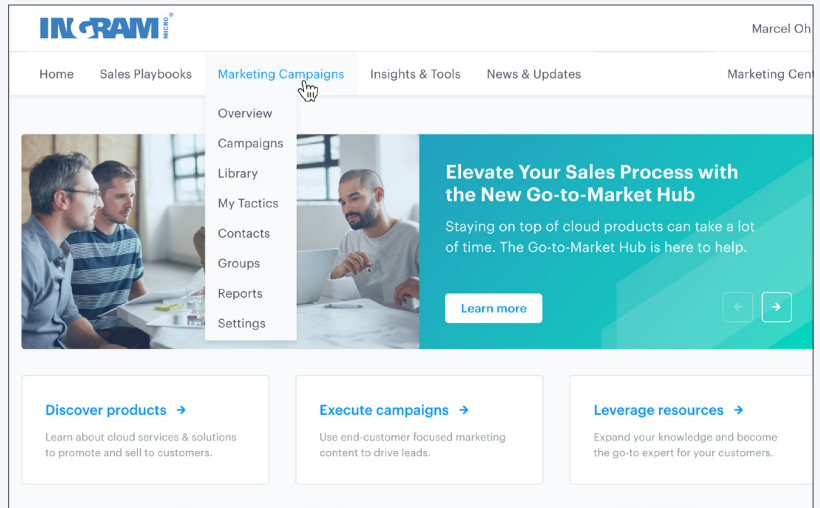 INGRAM MICRO®
Marcel Oh
Home Sales Playbooks Marketing Campaigns Insights & Tools News & Updates Marketing Cent
Overview
Campaigns
Library
My Tactics
Contacts
Groups
Reports
Settings
Elevate Your Sales Process with
the New Go-to-Market Hub
Staying on top of cloud products can take a lot
of time. The Go-to-Market Hub is here to help.
Learn more
Discover products →
Learn about cloud services & solutions
to promote and sell to customers.
Execute campaigns →
Use end-customer focused marketing
content to drive leads.
Leverage resources →
Expand your knowledge and become
the go-to expert for your customers.